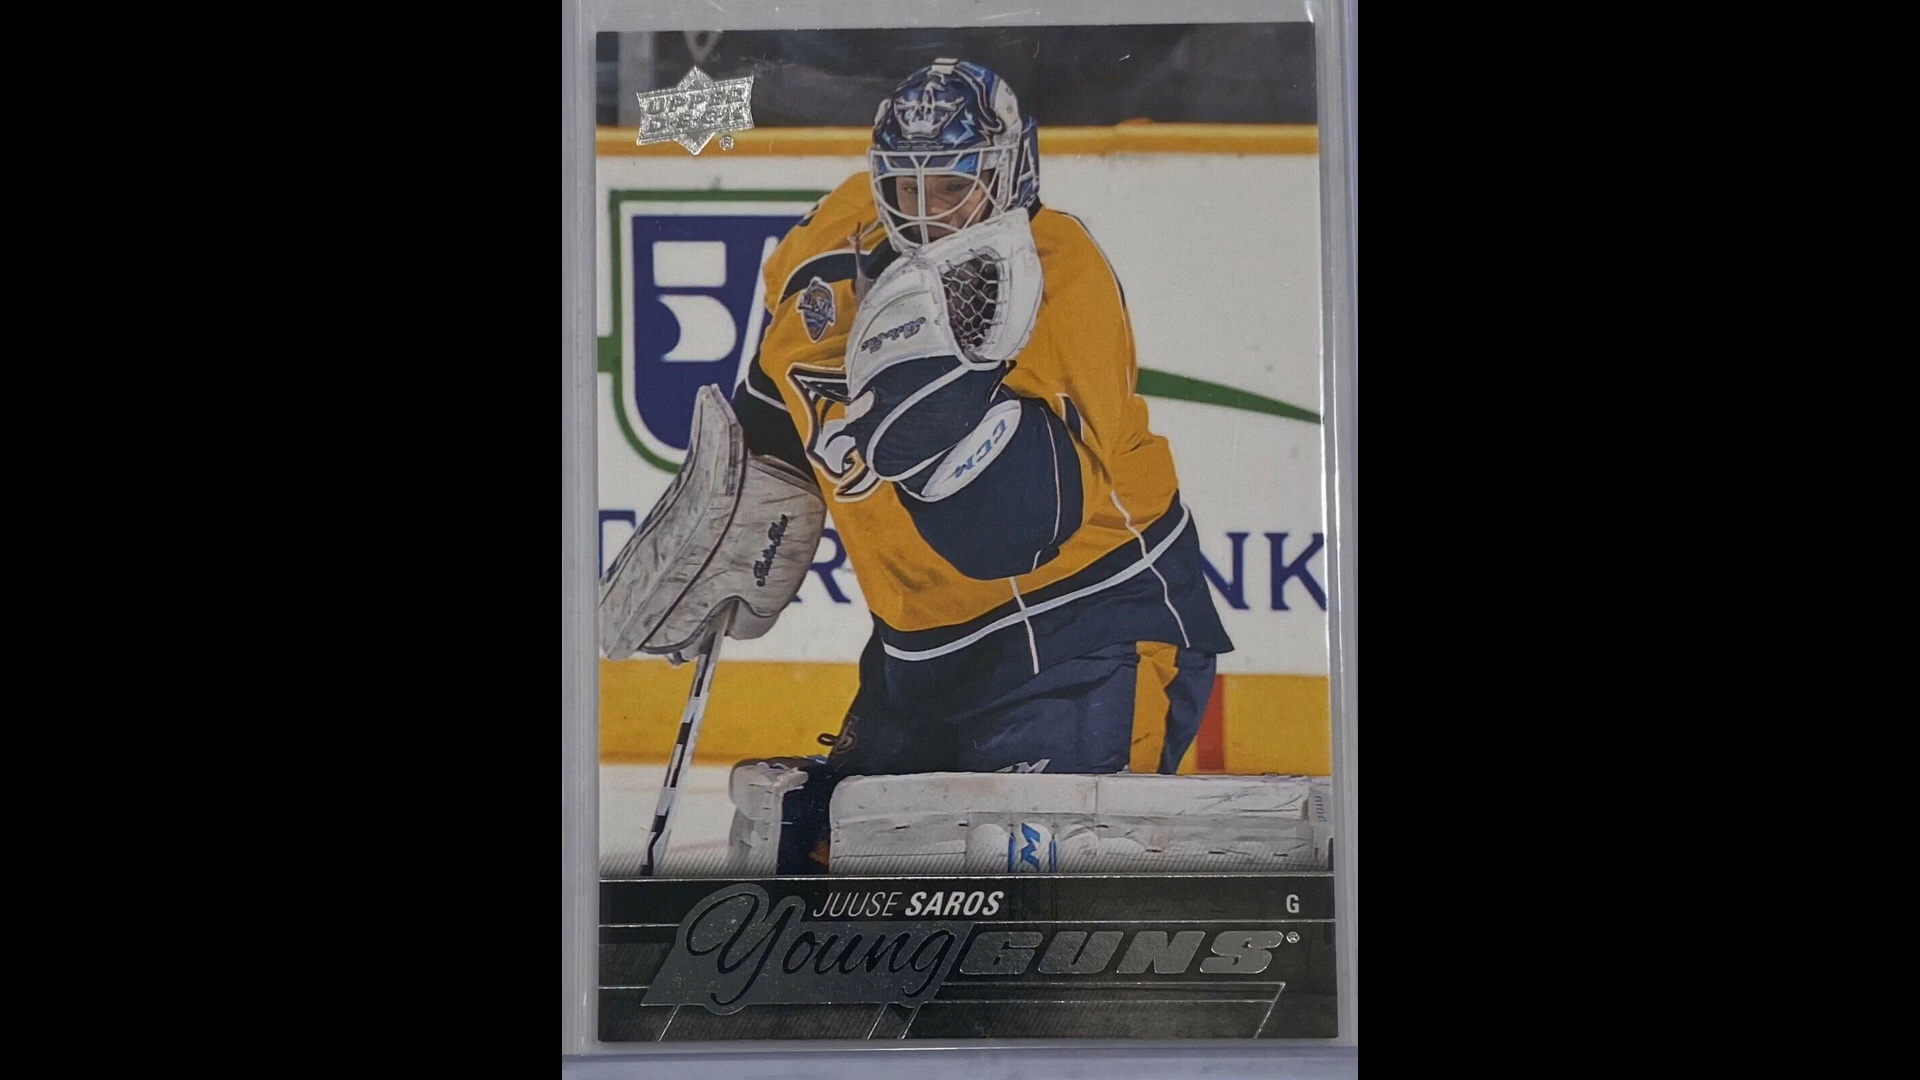 UPPER
DECK®
CCM
NK
M
JUUSE SAROS G
Young GUNS®